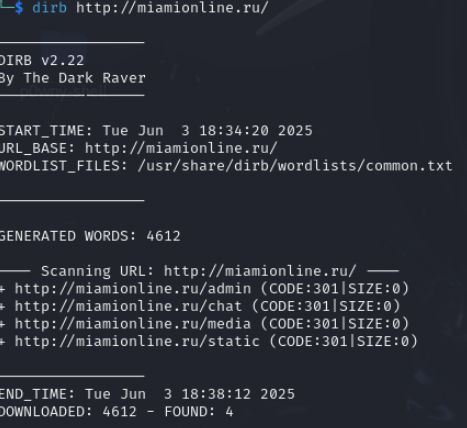 └─$ dirb http://miamionline.ru/
DIRB v2.22
By The Dark Raver
START_TIME: Tue Jun  3 18:34:20 2025
URL_BASE: http://miamionline.ru/
WORDLIST_FILES: /usr/share/dirb/wordlists/common.txt
GENERATED WORDS: 4612
---- Scanning URL: http://miamionline.ru/ ----
+ http://miamionline.ru/admin (CODE:301|SIZE:0)
+ http://miamionline.ru/chat (CODE:301|SIZE:0)
+ http://miamionline.ru/media (CODE:301|SIZE:0)
+ http://miamionline.ru/static (CODE:301|SIZE:0)
END_TIME: Tue Jun  3 18:38:12 2025
DOWNLOADED: 4612 - FOUND: 4